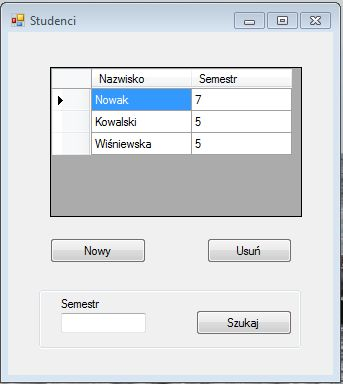 Studenci
Nazwisko Semestr
Nowak 7
Kowalski 5
Wiśniewska 5
Nowy Usuń
Semestr
Szukaj